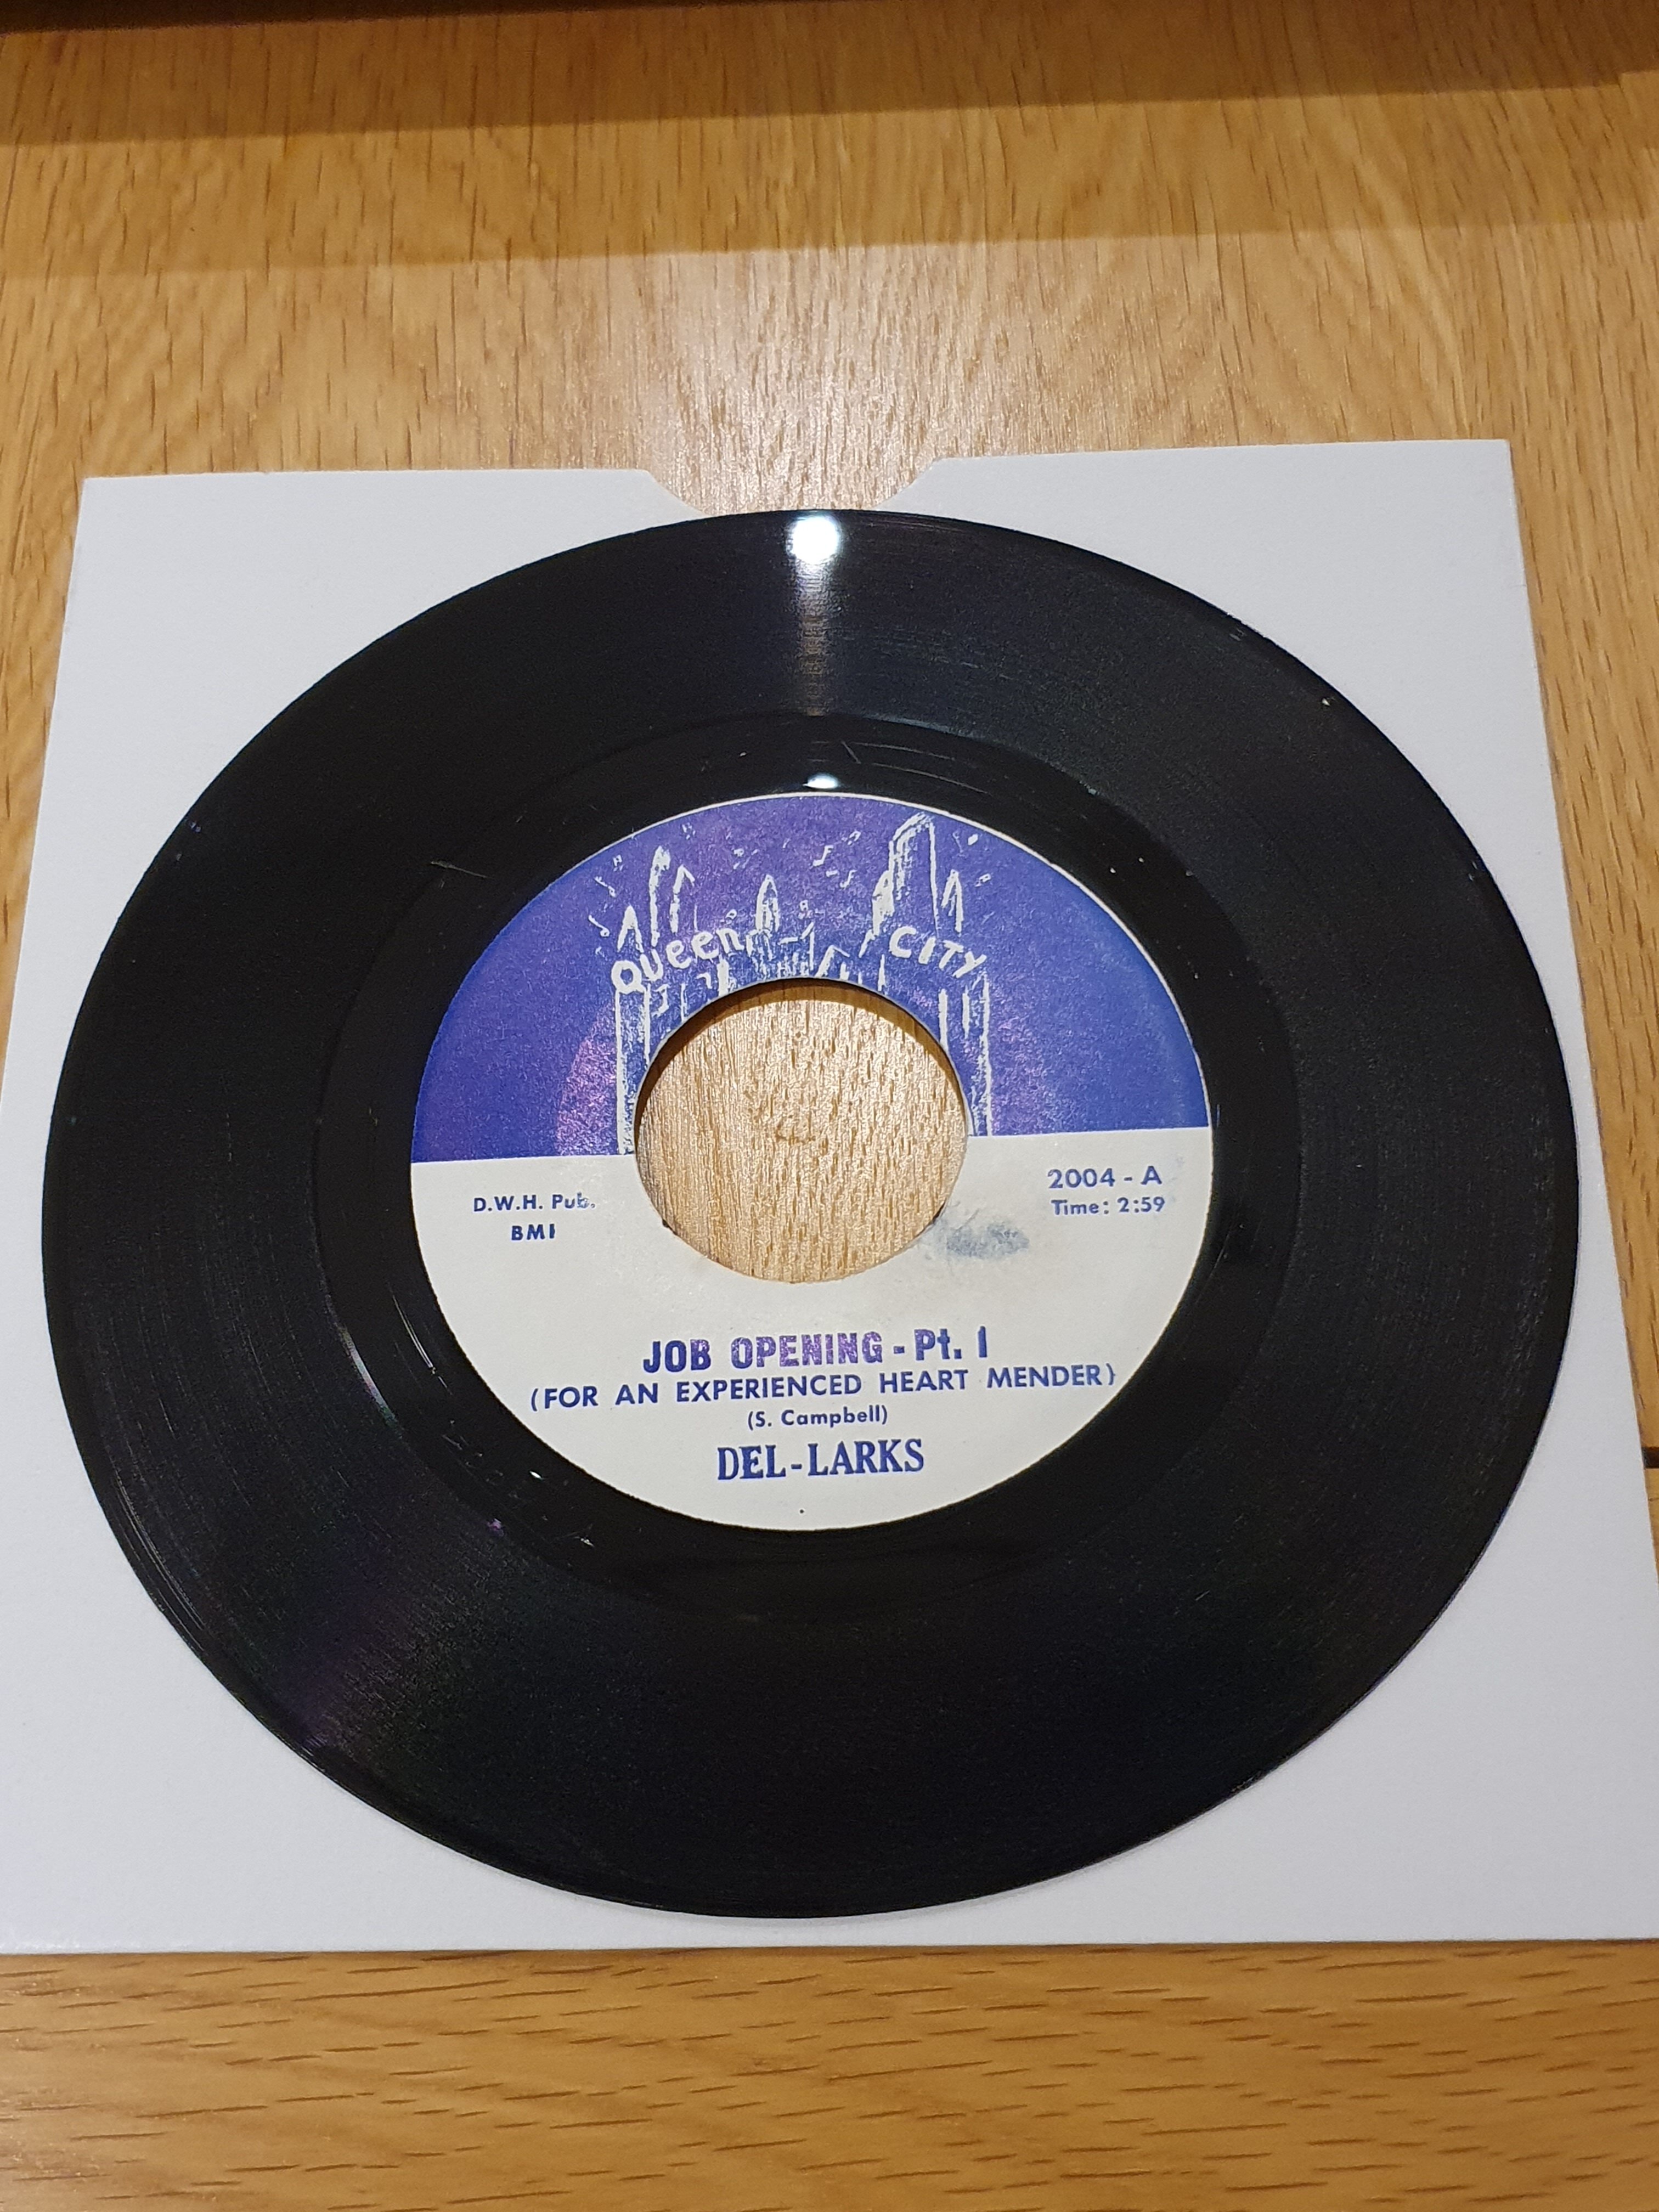 Queen CITY
D.W.H. Pub.
BMI
2004 - A
Time: 2:59
JOB OPENING - Pt. I
(FOR AN EXPERIENCED HEART MENDER)
(S. Campbell)
DEL-LARKS